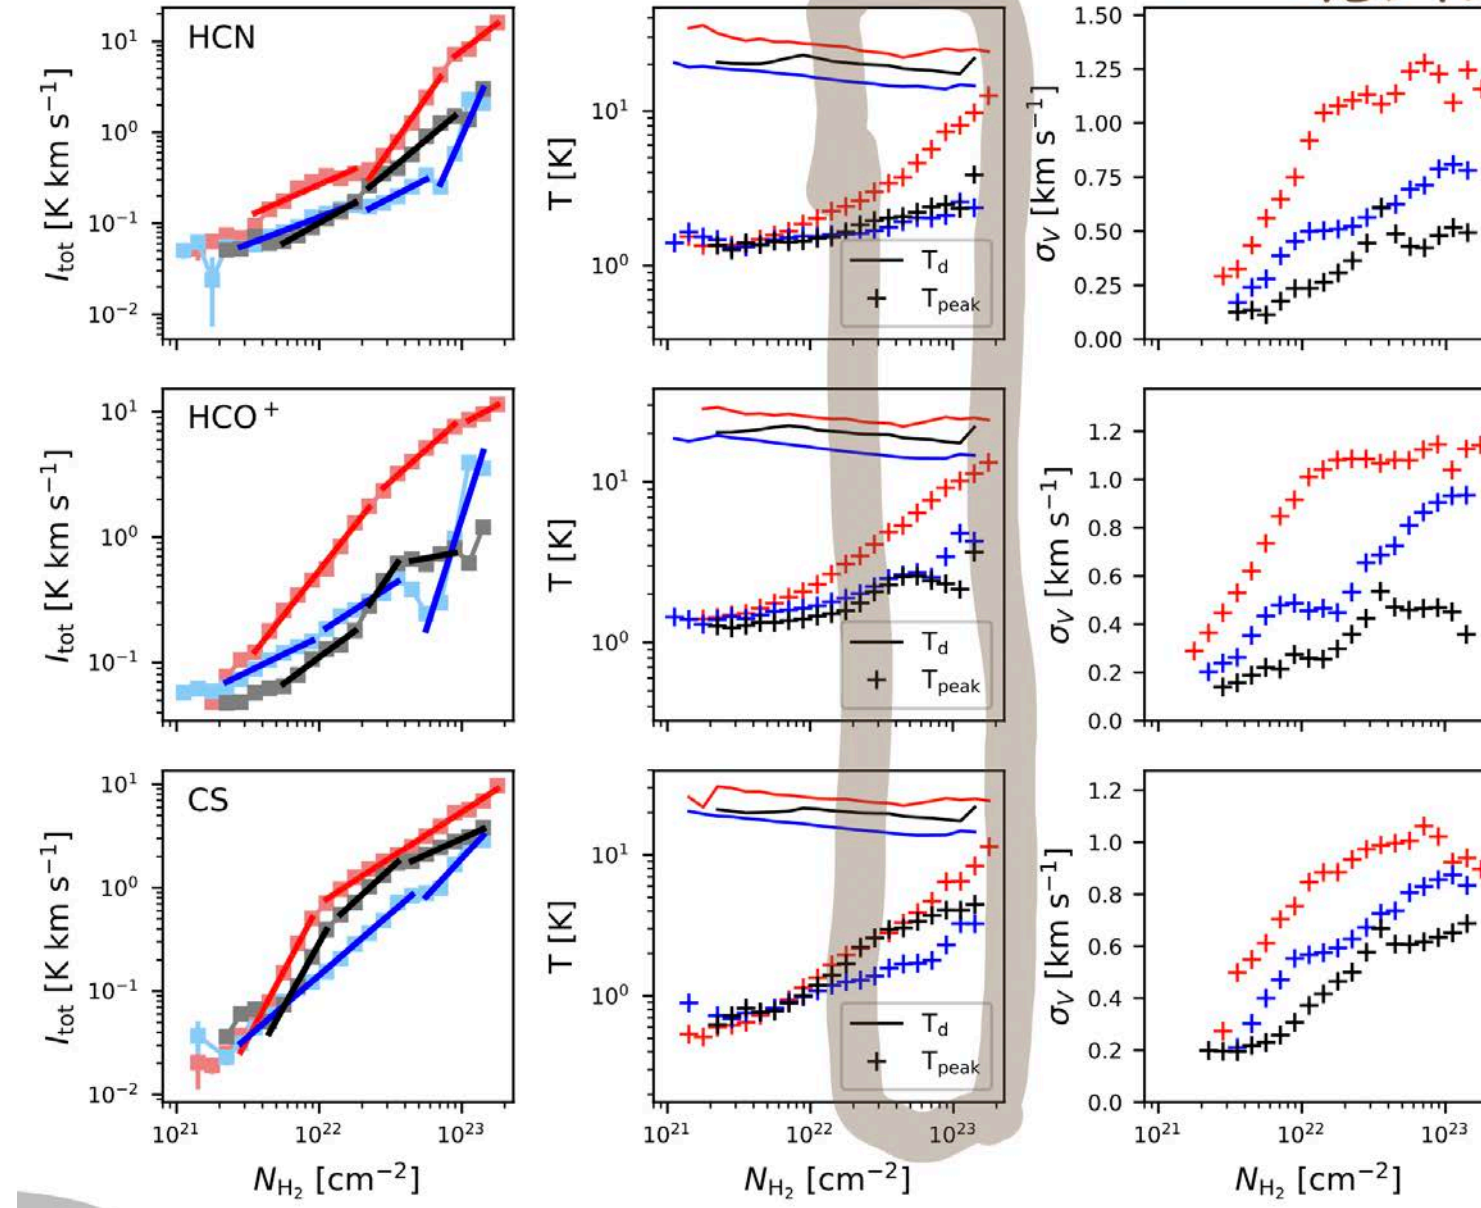 HCN
10¹
10⁰
10⁻¹
10⁻²
I_tot [K km s⁻¹]
10¹
10⁰
T [K]
T_d
T_peak
1.50
1.25
1.00
0.75
0.50
0.25
0.00
σ_V [km s⁻¹]
HCO⁺
10¹
10⁰
10⁻¹
I_tot [K km s⁻¹]
10¹
10⁰
T [K]
T_d
T_peak
1.2
1.0
0.8
0.6
0.4
0.2
0.0
σ_V [km s⁻¹]
CS
10¹
10⁰
10⁻¹
10⁻²
I_tot [K km s⁻¹]
10¹
10⁰
T [K]
T_d
T_peak
1.2
1.0
0.8
0.6
0.4
0.2
0.0
σ_V [km s⁻¹]
10²¹ 10²² 10²³ 10²¹ 10²² 10²³ 10²¹ 10²² 10²³
N_H₂ [cm⁻²] N_H₂ [cm⁻²] N_H₂ [cm⁻²]